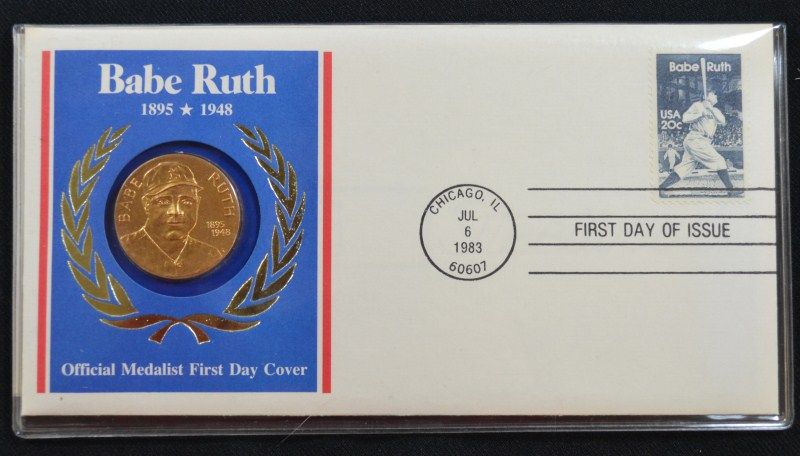 Babe Ruth
1895 ★ 1948
BABE RUTH
1895
1948
Official Medalist First Day Cover
Babe Ruth
USA
20c
CHICAGO, IL
JUL
6
1983
60607
FIRST DAY OF ISSUE